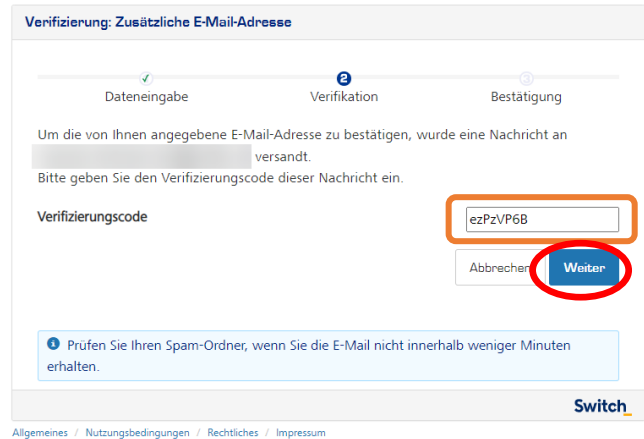 Verifizierung: Zusätzliche E-Mail-Adresse
✓ 2 3
Dateneingabe Verifikation Bestätigung
Um die von Ihnen angegebene E-Mail-Adresse zu bestätigen, wurde eine Nachricht an
versandt.
Bitte geben Sie den Verifizierungscode dieser Nachricht ein.
Verifizierungscode ezPzVP6B
Abbrechen Weiter
Prüfen Sie Ihren Spam-Ordner, wenn Sie die E-Mail nicht innerhalb weniger Minuten
erhalten.
Switch_
Allgemeines / Nutzungsbedingungen / Rechtliches / Impressum